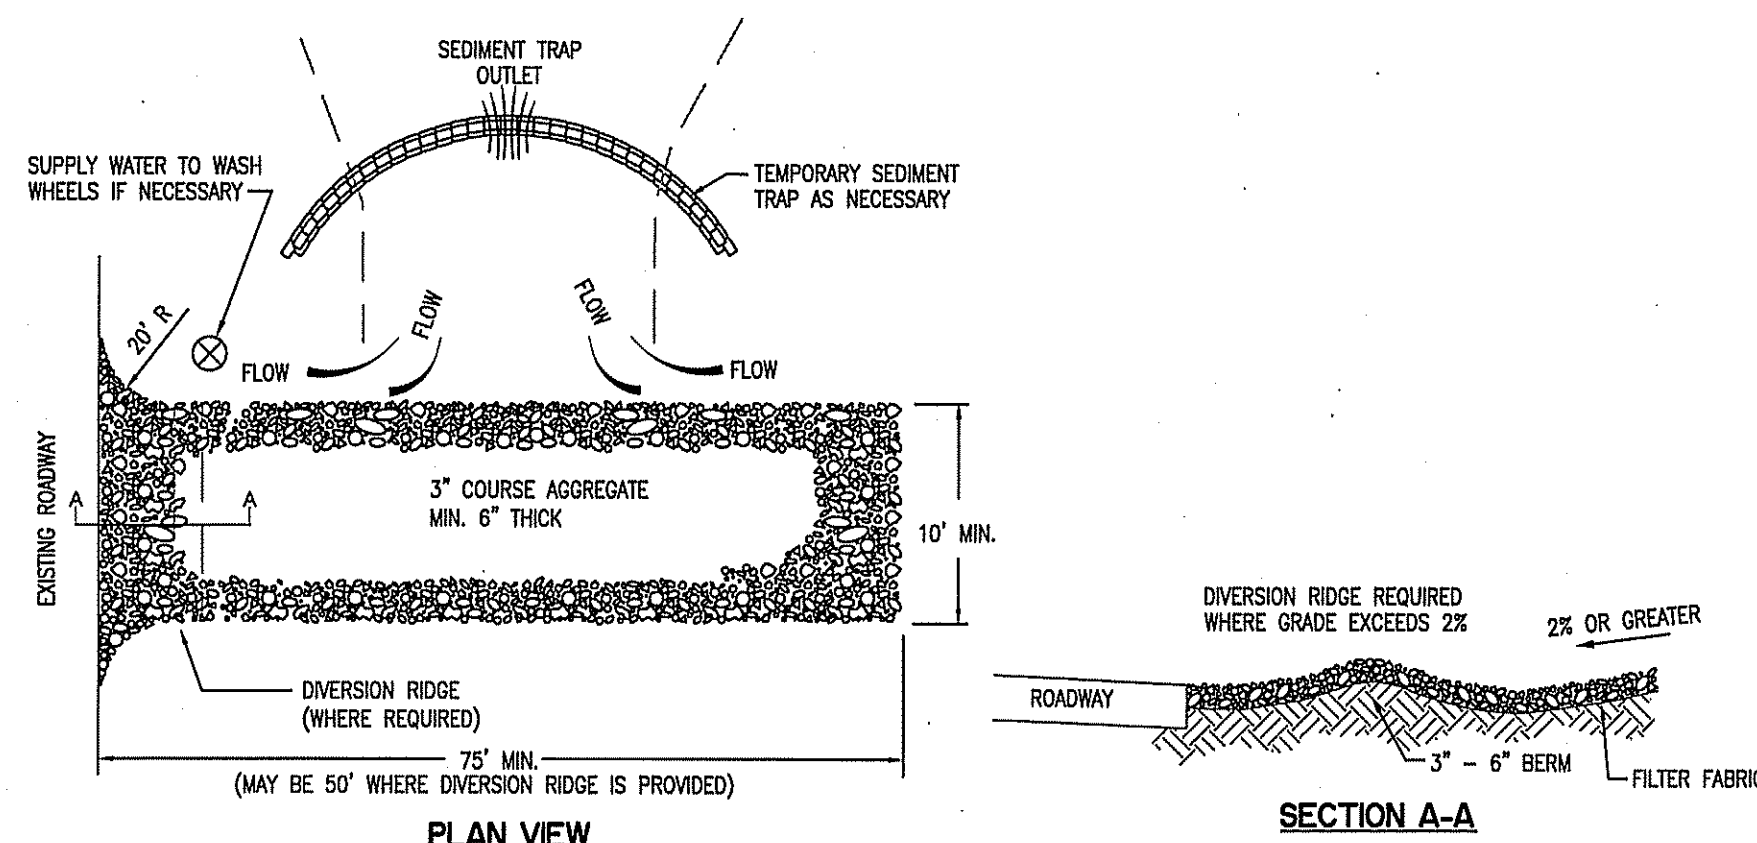 SEDIMENT TRAP
OUTLET
SUPPLY WATER TO WASH
WHEELS IF NECESSARY
TEMPORARY SEDIMENT
TRAP AS NECESSARY
20' R
FLOW
FLOW
FLOW
FLOW
EXISTING ROADWAY
A
A
3" COURSE AGGREGATE
MIN. 6" THICK
10' MIN.
DIVERSION RIDGE
(WHERE REQUIRED)
75' MIN.
(MAY BE 50' WHERE DIVERSION RIDGE IS PROVIDED)
PLAN VIEW
DIVERSION RIDGE REQUIRED
WHERE GRADE EXCEEDS 2%
2% OR GREATER
ROADWAY
3" - 6" BERM
FILTER FABRIC
SECTION A-A